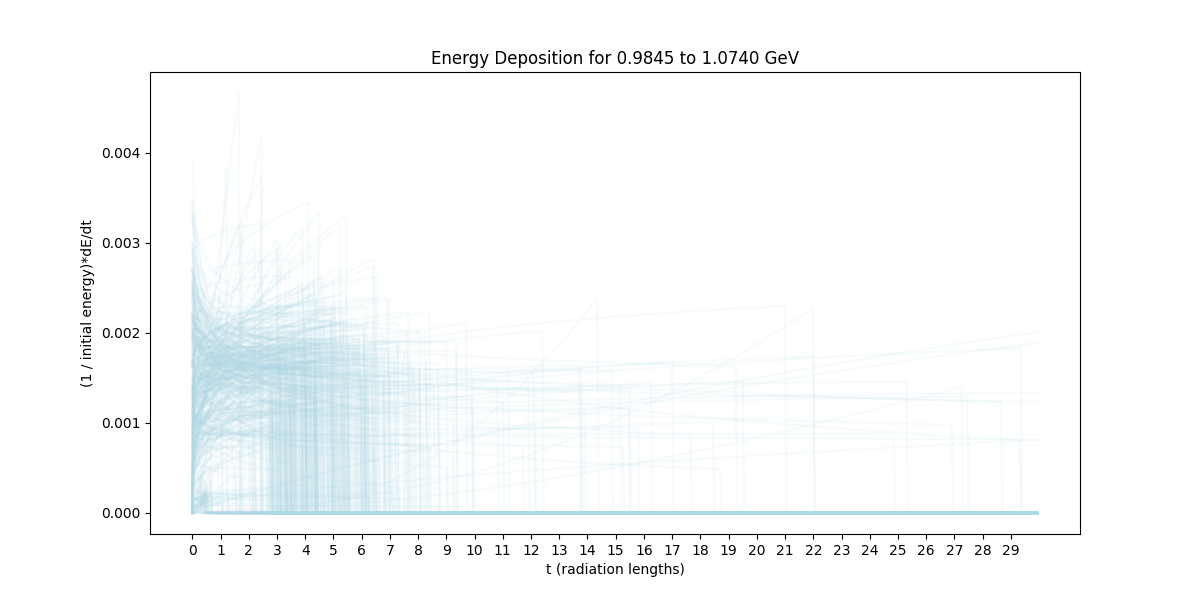 Energy Deposition for 0.9845 to 1.0740 GeV
(1 / initial energy)*dE/dt
0.004
0.003
0.002
0.001
0.000
0 1 2 3 4 5 6 7 8 9 10 11 12 13 14 15 16 17 18 19 20 21 22 23 24 25 26 27 28 29
t (radiation lengths)